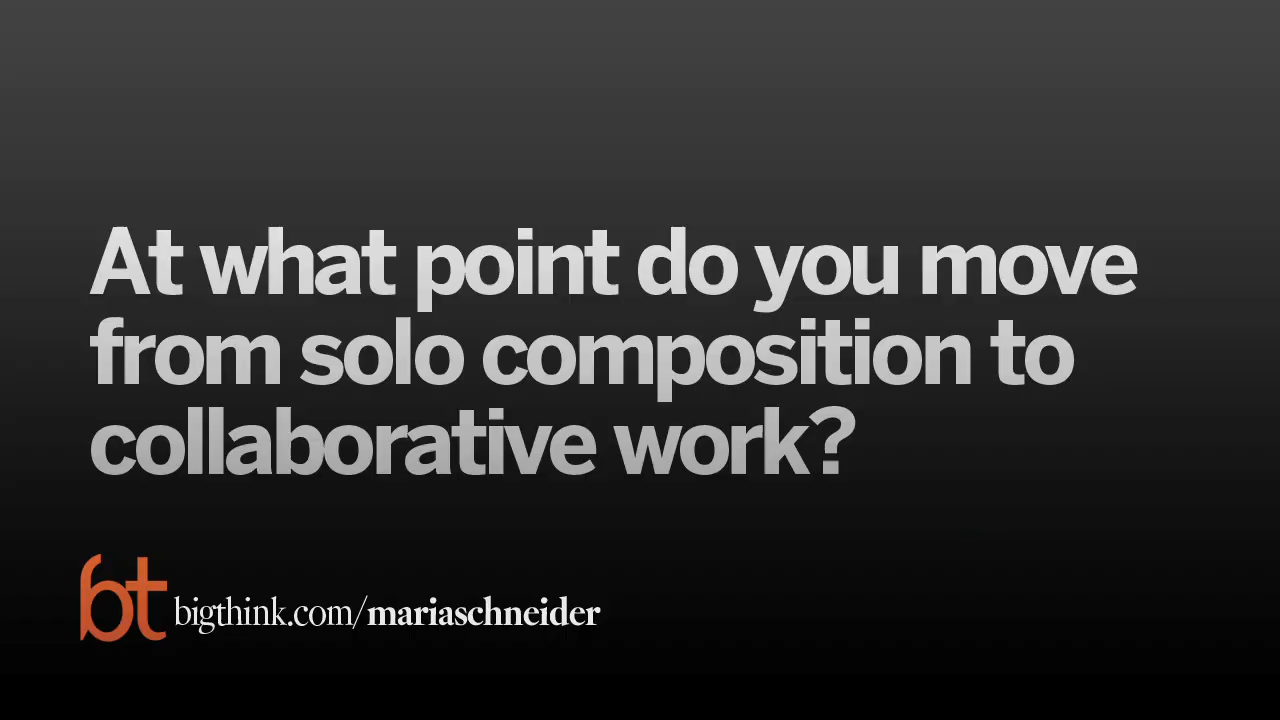 At what point do you move
from solo composition to
collaborative work?
bt bigthink.com/mariaschneider